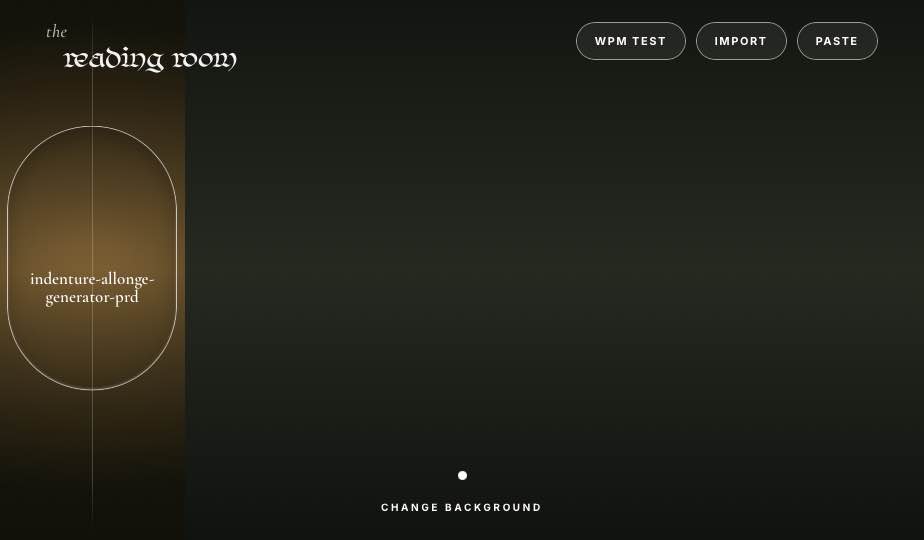 the
reading room
WPM TEST
IMPORT
PASTE
indenture-allonge-
generator-prd
CHANGE BACKGROUND